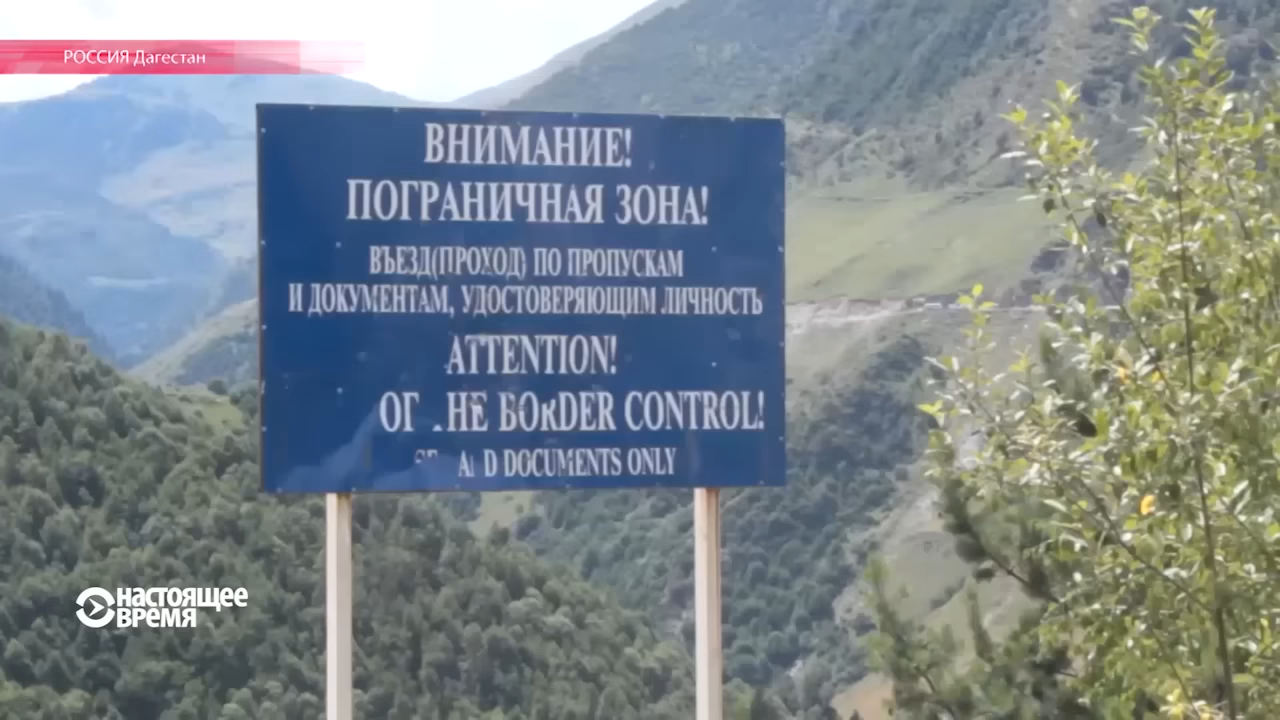 РОССИЯ Дагестан
ВНИМАНИЕ!
ПОГРАНИЧНАЯ ЗОНА!
ВЪЕЗД(ПРОХОД) ПО ПРОПУСКАМ
И ДОКУМЕНТАМ, УДОСТОВЕРЯЮЩИМ ЛИЧНОСТЬ
ATTENTION!
BORDER CONTROL!
DOCUMENTS ONLY
НАСТОЯЩЕЕ
ВРЕМЯ